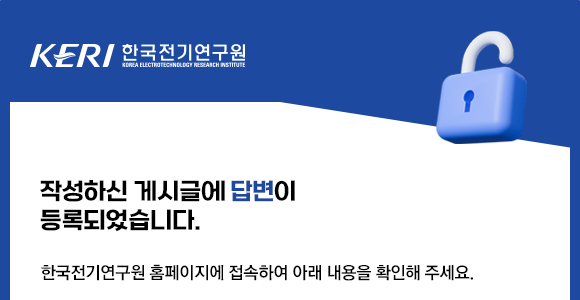 KERI 한국전기연구원
KOREA ELECTROTECHNOLOGY RESEARCH INSTITUTE
작성하신 게시글에 답변이
등록되었습니다.
한국전기연구원 홈페이지에 접속하여 아래 내용을 확인해 주세요.